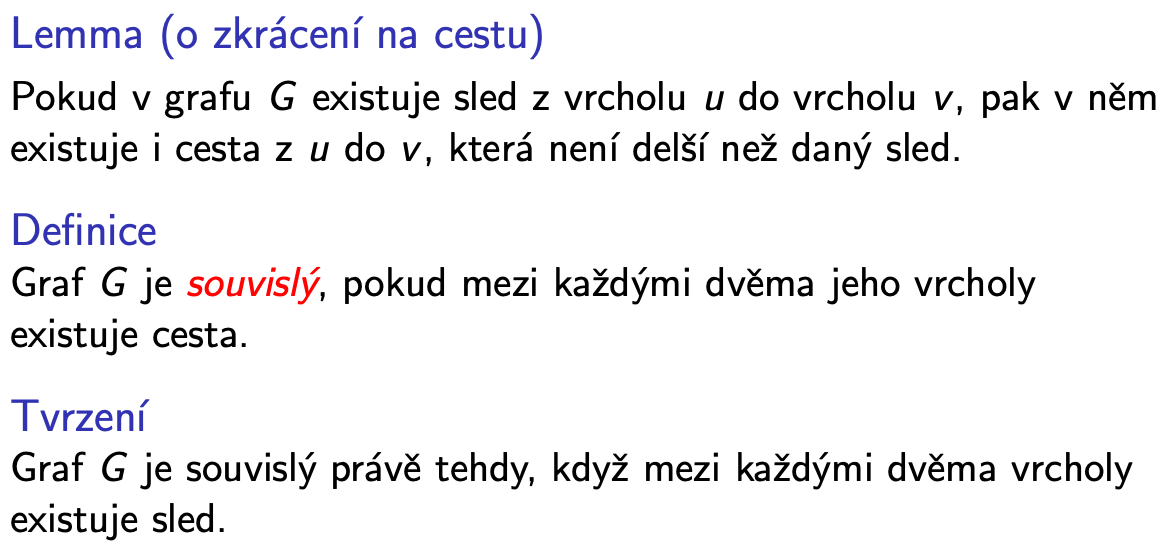 Lemma (o zkrácení na cestu)
Pokud v grafu G existuje sled z vrcholu u do vrcholu v, pak v něm
existuje i cesta z u do v, která není delší než daný sled.
Definice
Graf G je souvislý, pokud mezi každými dvěma jeho vrcholy
existuje cesta.
Tvrzení
Graf G je souvislý právě tehdy, když mezi každými dvěma vrcholy
existuje sled.